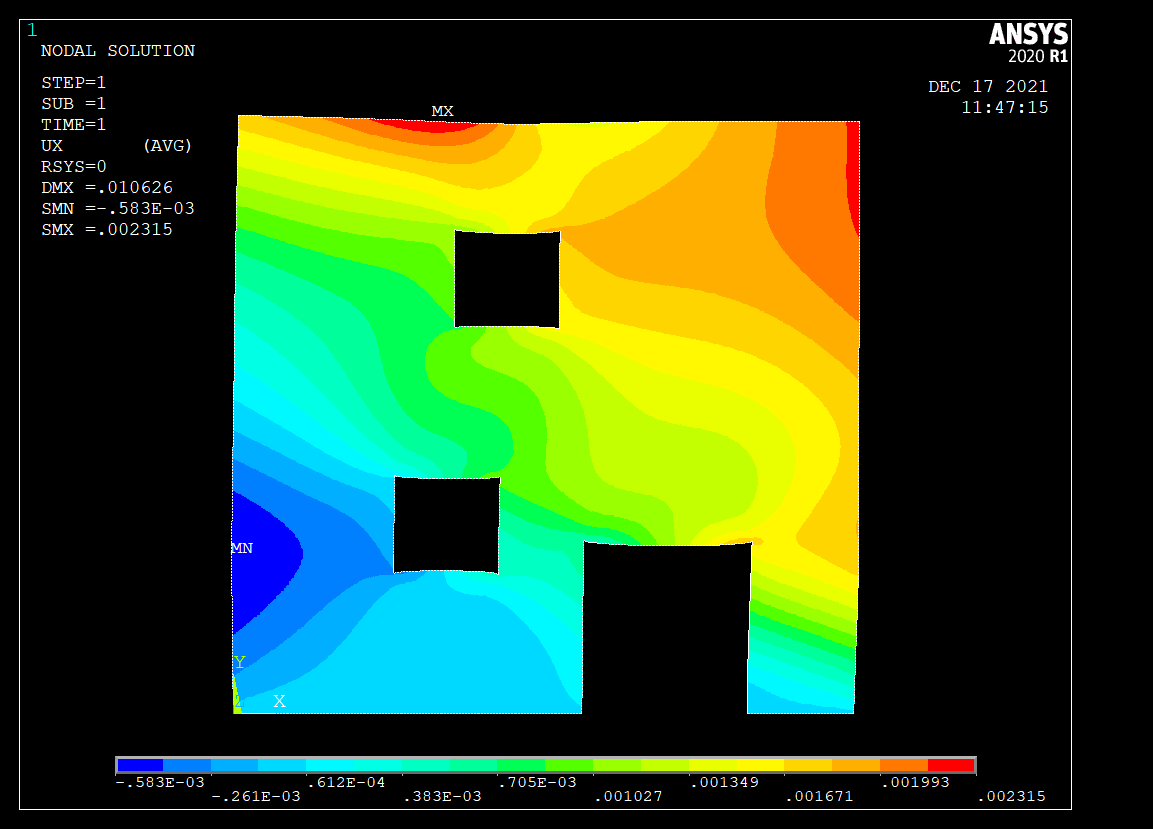 1
NODAL SOLUTION
STEP=1
SUB =1
TIME=1
UX (AVG)
RSYS=0
DMX =.010626
SMN =-.583E-03
SMX =.002315
ANSYS
2020 R1
DEC 17 2021
11:47:15
MX
MN
Y
X
-.583E-03 .612E-04 .705E-03 .001349 .001993
-.261E-03 .383E-03 .001027 .001671 .002315